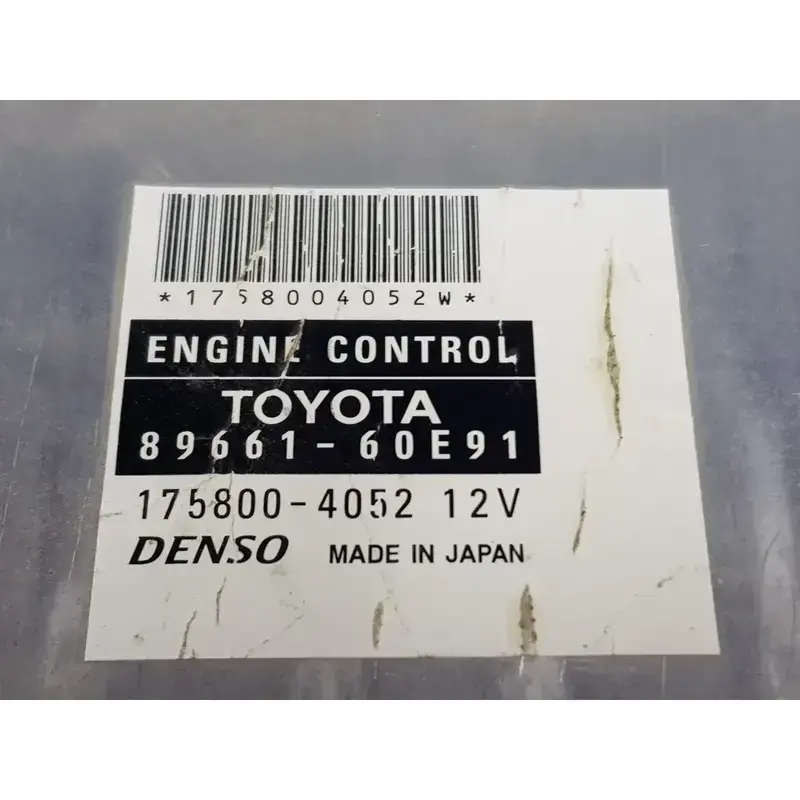 *1758004052W*
ENGINE CONTROL
TOYOTA
89661-60E91
175800-4052 12V
DENSO MADE IN JAPAN